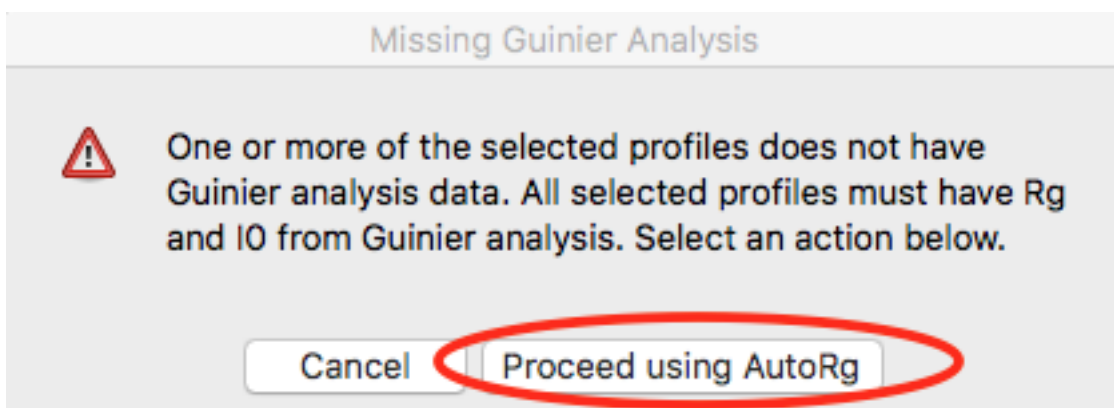 Missing Guinier Analysis
One or more of the selected profiles does not have
Guinier analysis data. All selected profiles must have Rg
and I0 from Guinier analysis. Select an action below.
Cancel Proceed using AutoRg